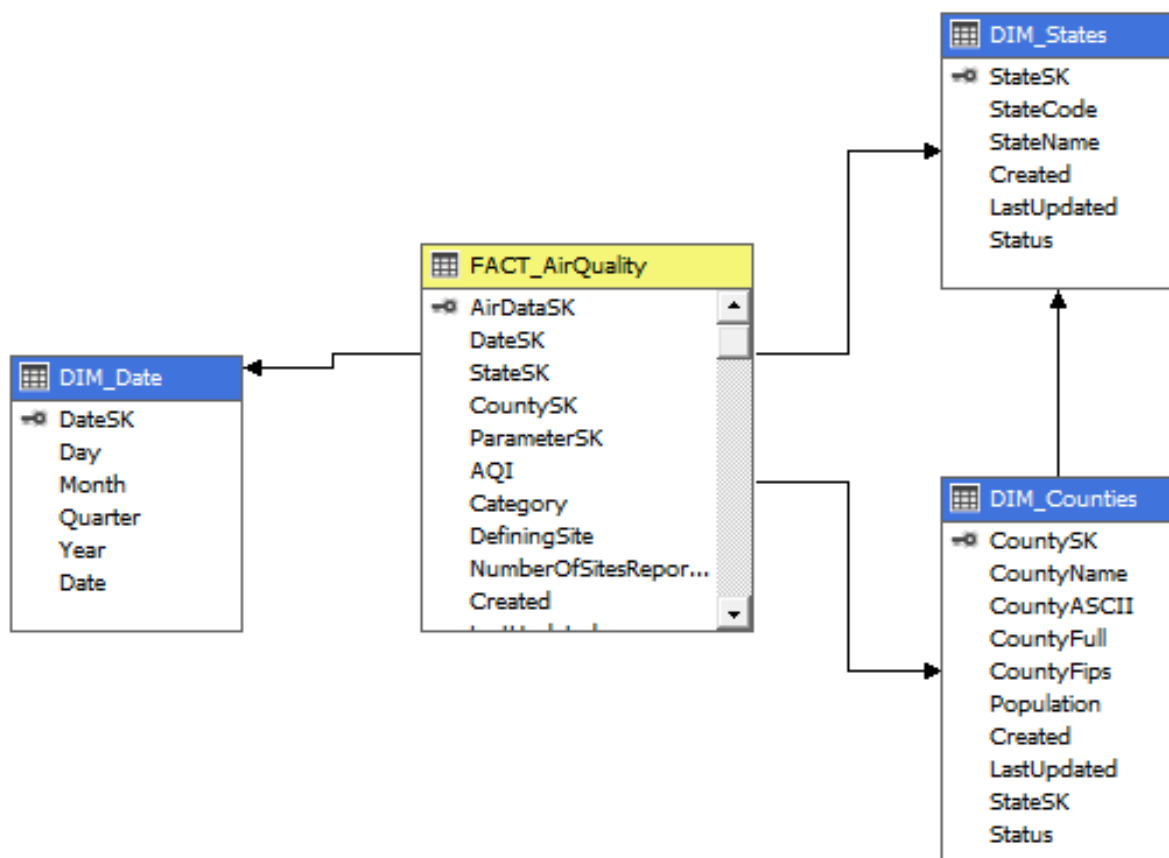 DIM_States
StateSK
StateCode
StateName
Created
LastUpdated
Status
FACT_AirQuality
AirDataSK
DateSK
StateSK
CountySK
ParameterSK
AQI
Category
DefiningSite
NumberOfSitesRepor...
Created
DIM_Date
DateSK
Day
Month
Quarter
Year
Date
DIM_Counties
CountySK
CountyName
CountyASCII
CountyFull
CountyFips
Population
Created
LastUpdated
StateSK
Status